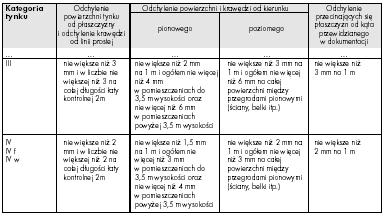 Kategoria
tynku
Odchylenie
powierzchni tynku
od płaszczyzny
i odchylenie krawędzi
od linii prostej
Odchylenie powierzchni i krawędzi od kierunku
pionowego
poziomego
Odchylenie
przecinających się
płaszczyzn od kąta
przewidzianego
w dokumentacji
...
...
...
...
...
III
nie większe niż 3
mm i w liczbie nie
większej niż 3 na
całej długości łaty
kontrolnej 2m
nie większe niż 2 mm
na 1 m i ogółem nie więcej
niż 4 mm
w pomieszczeniach do
3,5 m wysokości oraz
nie więcej niż 6 mm
w pomieszczeniach
powyżej 3,5 m wysokości
nie większe niż 3 mm na
1 m i ogółem nie więcej
niż 6 mm na całej
powierzchni między
przegrodami pionowymi
(ściany, belki itp.)
nie większe niż
3 mm na 1 m
IV
IV f
IV w
nie większe niż 2
mm i w liczbie nie
większej niż 2 na
całej długości łaty
kontrolnej 2m
nie większe niż 1,5 mm
na 1 m i ogółem nie
więcej niż 3 mm
w pomieszczeniach do
3,5 m wysokości oraz
nie więcej niż 4 mm
w pomieszczeniach
powyżej 3,5 m wysokości
nie większe niż 2 mm na
1 m i ogółem nie więcej
niż 3 mm na całej
powierzchni między
przegrodami pionowymi
(ściany, belki itp.)
nie większe niż
2 mm na 1 m